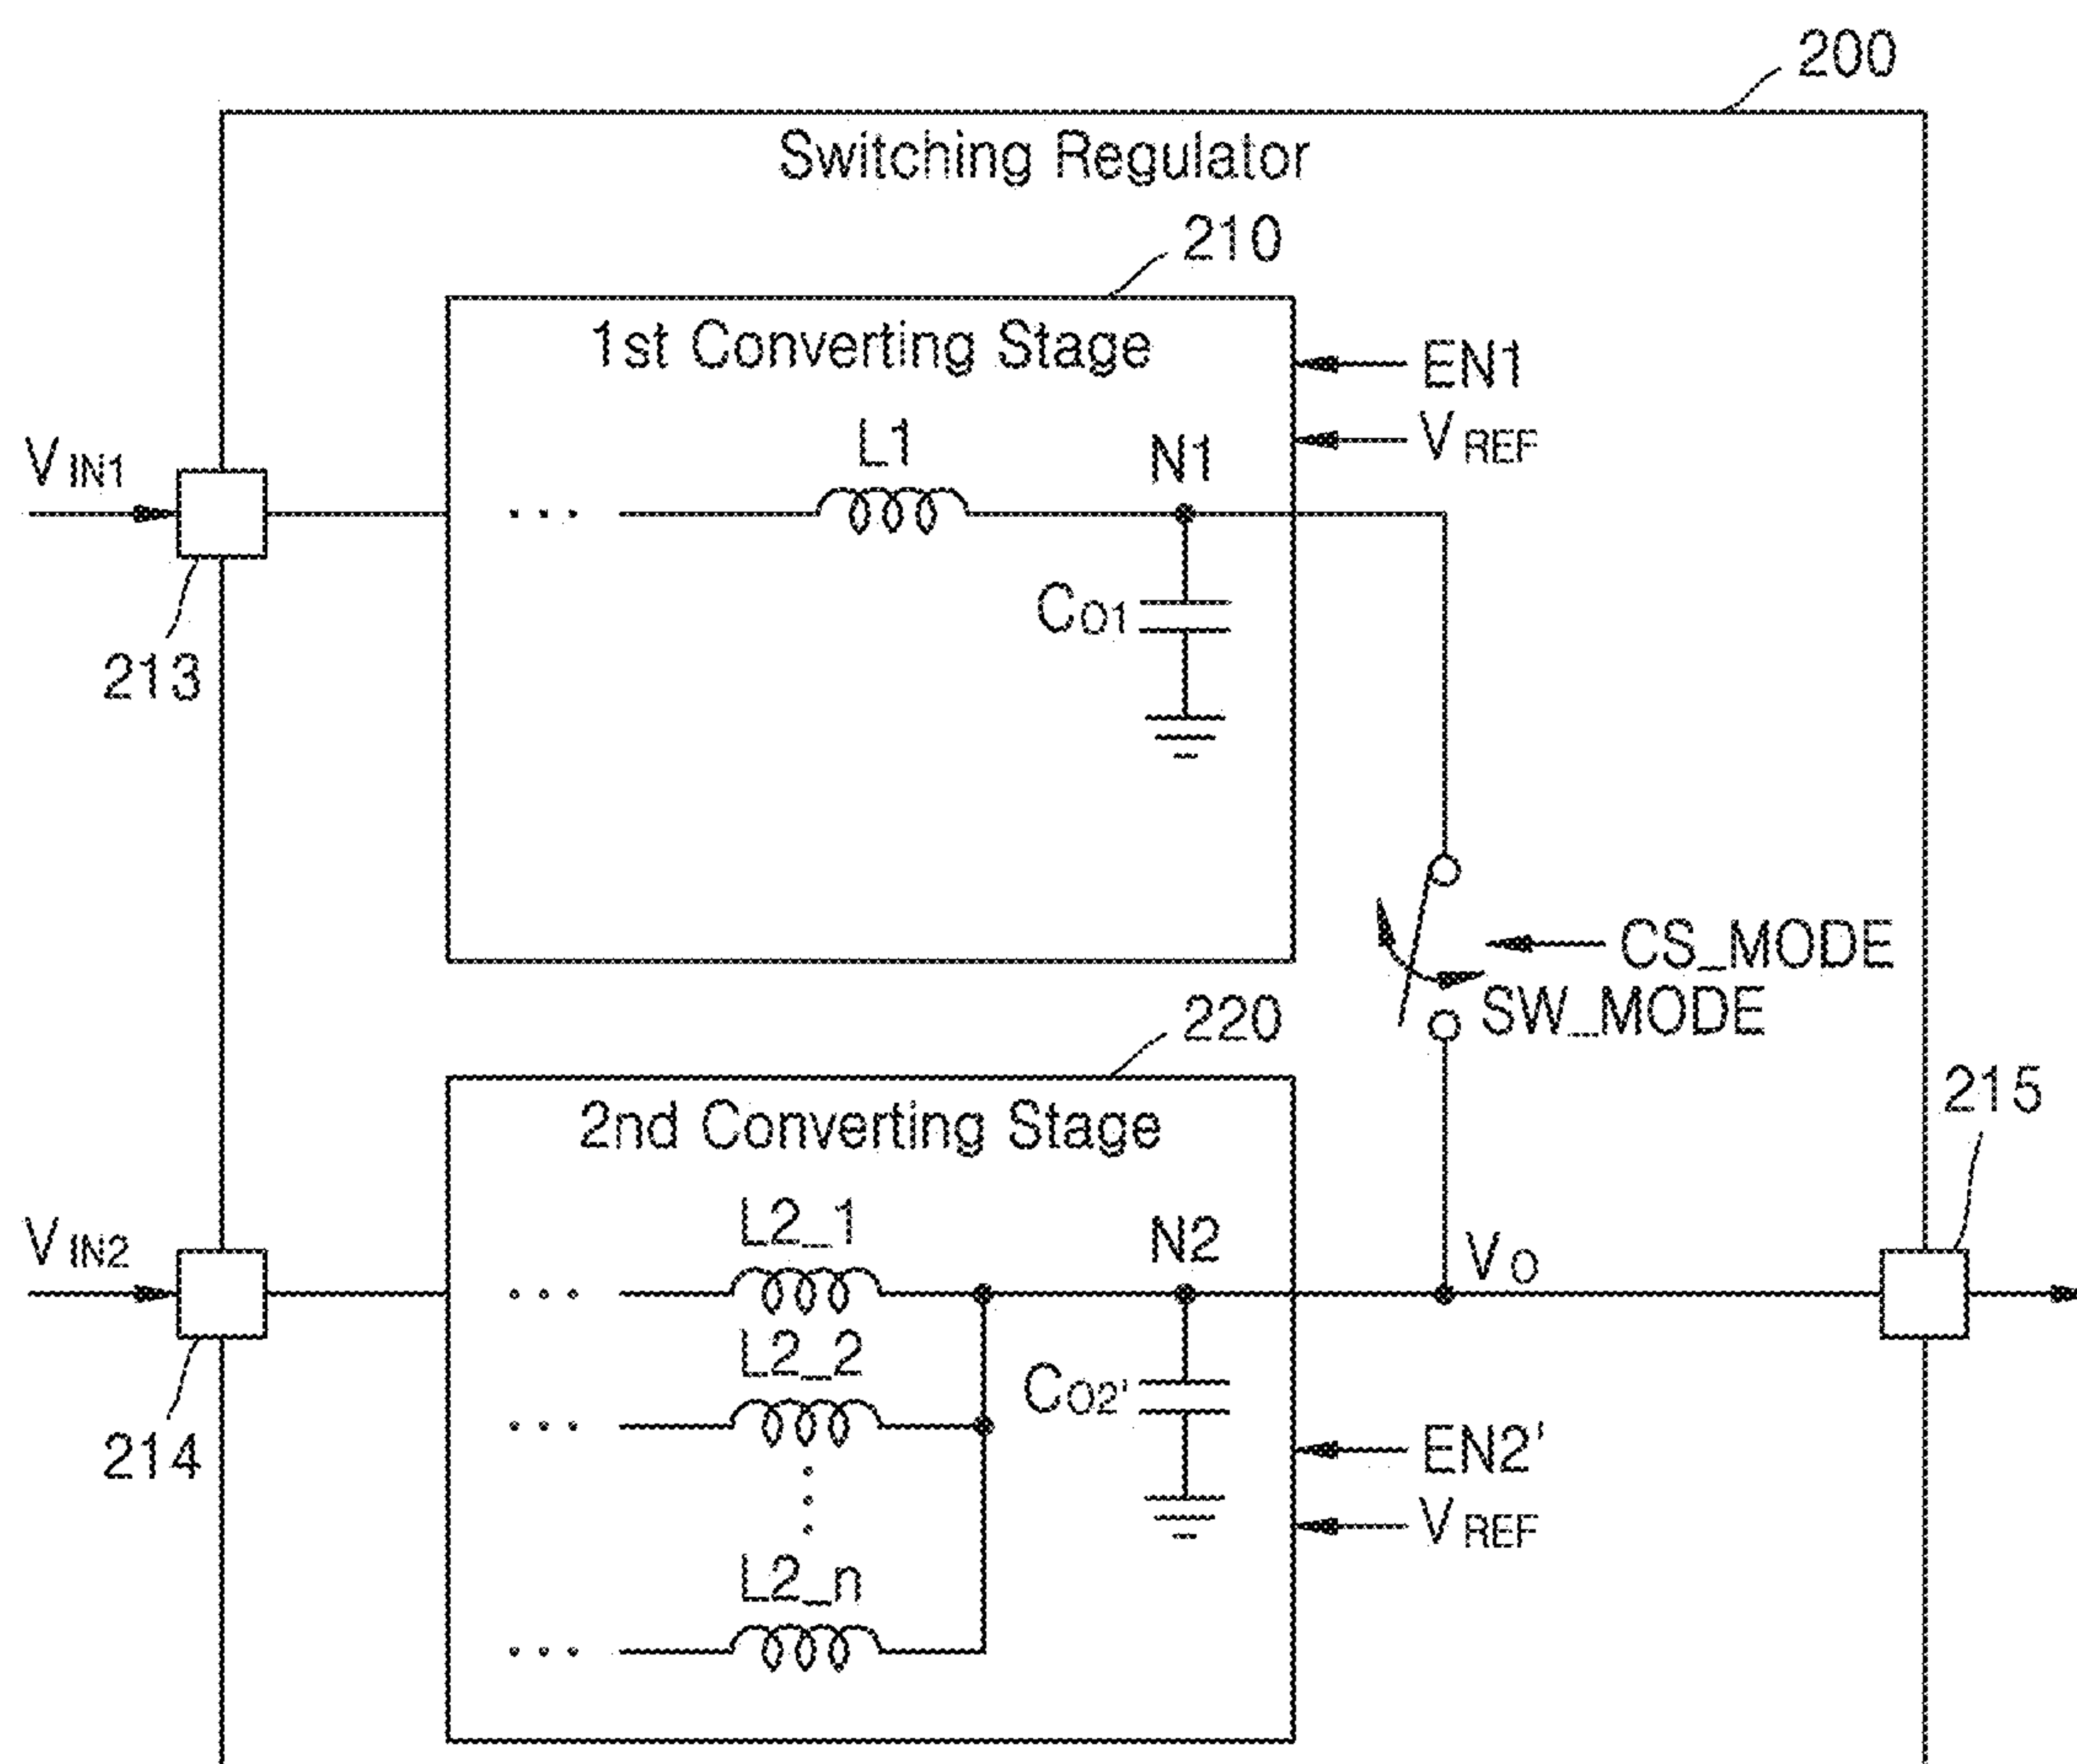 200
Switching Regulator
210
1st Converting Stage
EN1
VREF
VIN1
L1
N1
CO1
213
CS_MODE
SW_MODE
220
2nd Converting Stage
215
VIN2
L2_1
N2
VO
L2_2
CO2'
214
EN2'
VREF
L2_n